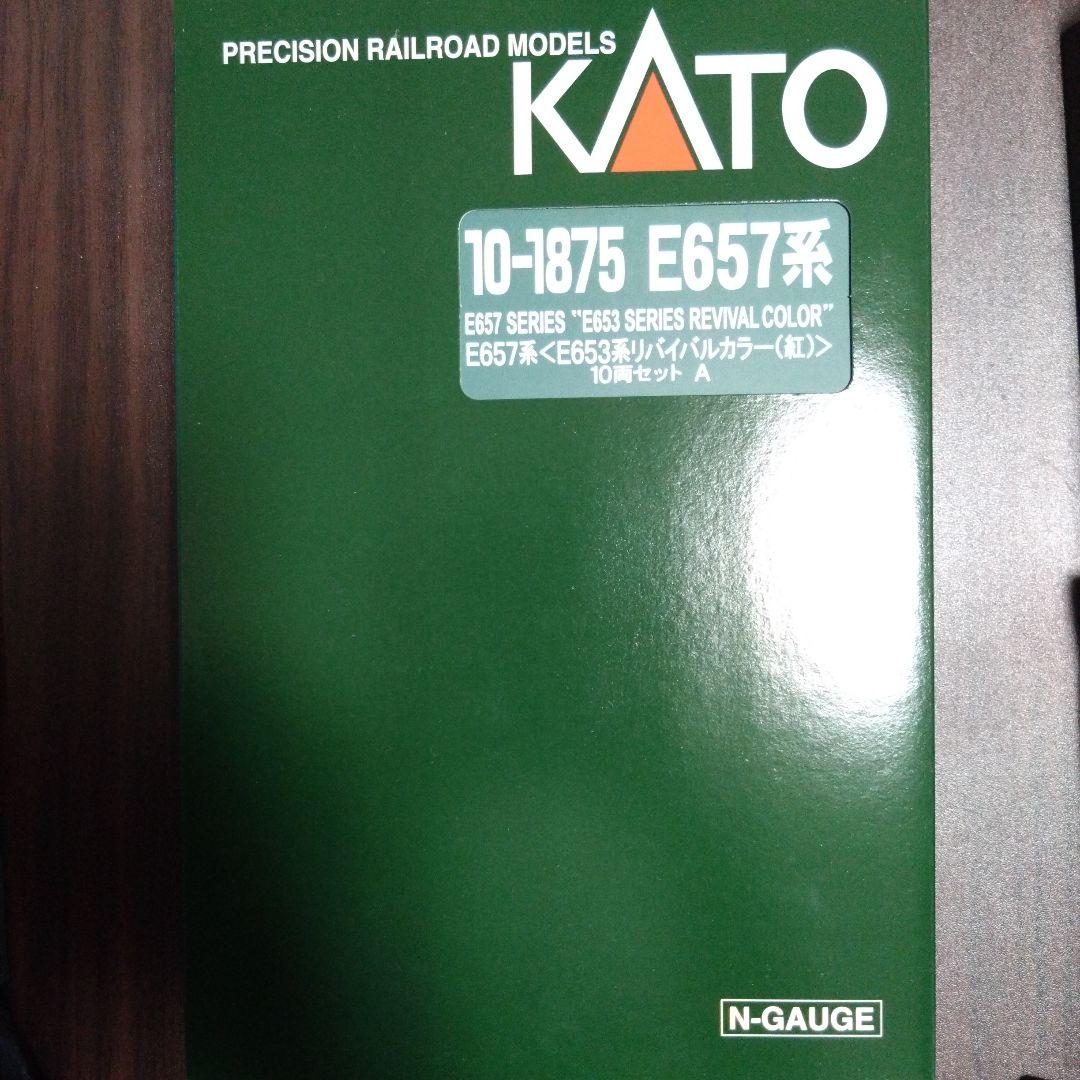 PRECISION RAILROAD MODELS
KATO
10-1875 E657系
E657 SERIES "E653 SERIES REVIVAL COLOR"
E657系<E653系リバイバルカラー(紅)>
10両セット A
N-GAUGE